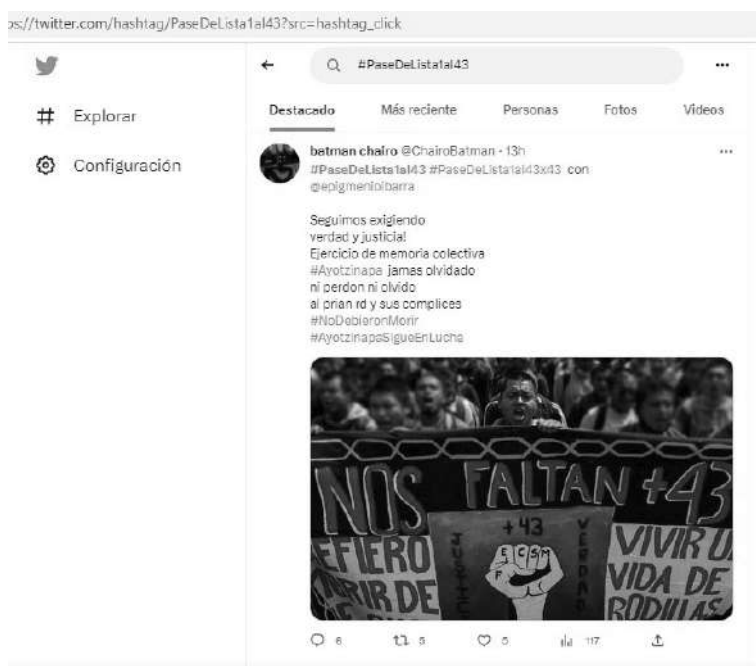 ps://twitter.com/hashtag/PaseDeLista1al43?src=hashtag_click
#PaseDeLista1al43
Explorar
Configuración
Destacado Más reciente Personas Fotos Videos
batman chairo @ChairoBatman · 13h
#PaseDeLista1al43 #PaseDeLista1al43x43 con
@epigmenioibarra
Seguimos exigiendo
verdad y justicia!
Ejercicio de memoria colectiva
#Ayotzinapa jamas olvidado
ni perdon ni olvido
al prian rd y sus complices
#NoDebieronMorir
#AyotzinapaSigueEnLucha
NOS FALTAN +43
+43
JUSTICIA
VERDAD
E C S M
F
EFIERO
VIVIR U
RIR DE
VIDA DE
RODILLAS
6 5 5 117